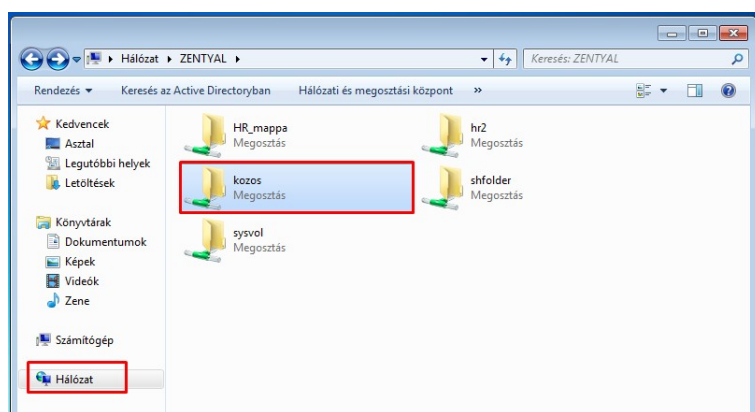 Hálózat ▸ ZENTYAL ▸
Keresés: ZENTYAL
Rendezés ▾ Keresés az Active Directoryban Hálózati és megosztási központ »
Kedvencek
Asztal
Legutóbbi helyek
Letöltések
Könyvtárak
Dokumentumok
Képek
Videók
Zene
Számítógép
Hálózat
HR_mappa
Megosztás
hr2
Megosztás
kozos
Megosztás
shfolder
Megosztás
sysvol
Megosztás